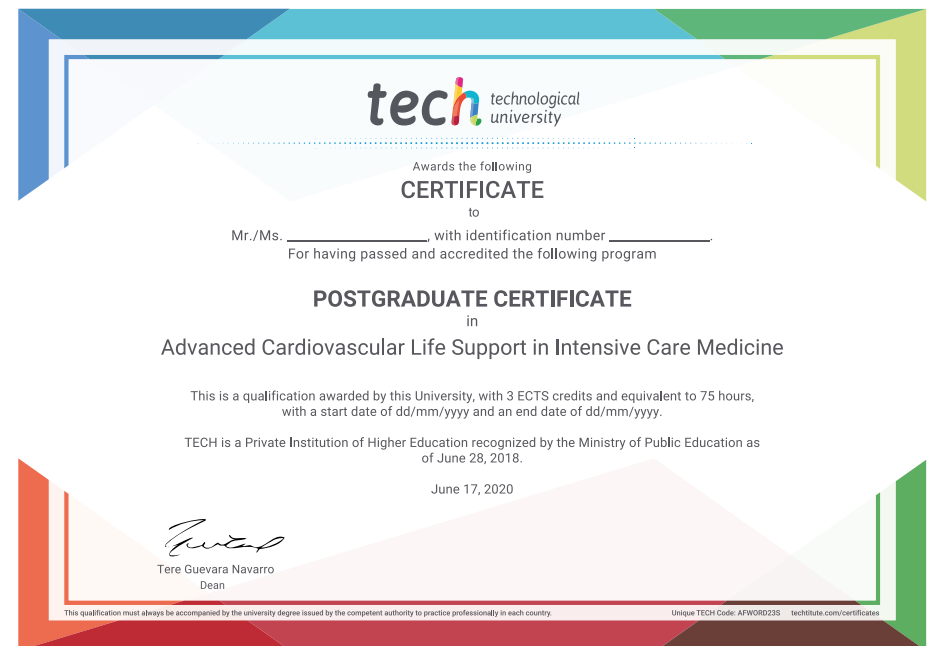 tech technological
university
Awards the following
CERTIFICATE
to
Mr./Ms. ____________, with identification number ____________.
For having passed and accredited the following program
POSTGRADUATE CERTIFICATE
in
Advanced Cardiovascular Life Support in Intensive Care Medicine
This is a qualification awarded by this University, with 3 ECTS credits and equivalent to 75 hours,
with a start date of dd/mm/yyyy and an end date of dd/mm/yyyy.
TECH is a Private Institution of Higher Education recognized by the Ministry of Public Education as
of June 28, 2018.
June 17, 2020
Tere Guevara Navarro
Dean
This qualification must always be accompanied by the university degree issued by the competent authority to practice professionally in each country. Unique TECH Code: AFWORD23S techtitute.com/certificates